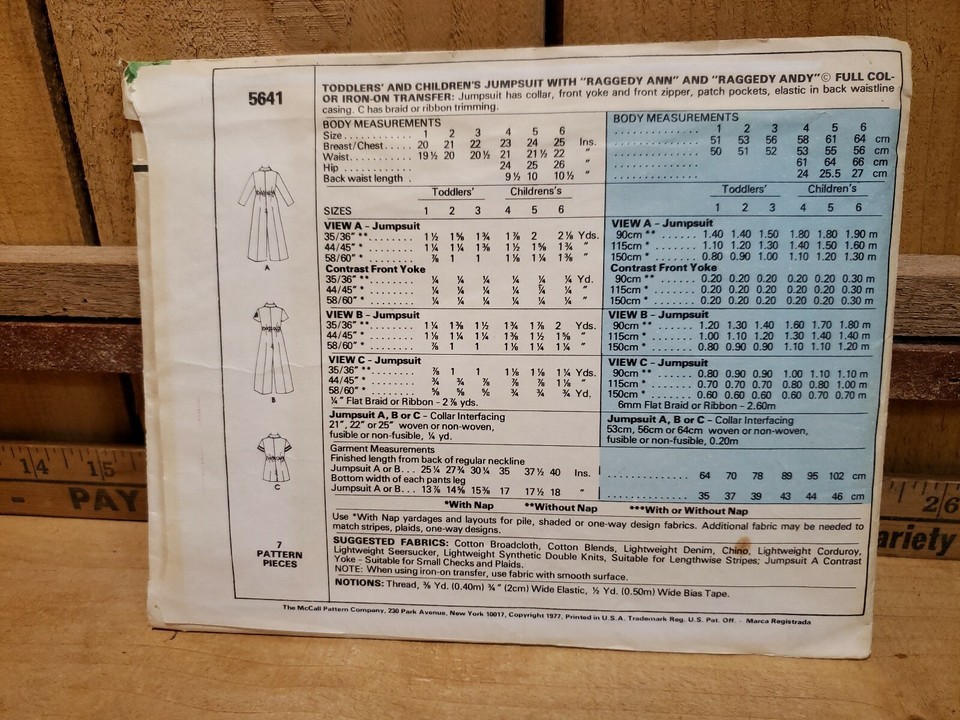 5641
TODDLERS' AND CHILDREN'S JUMPSUIT WITH "RAGGEDY ANN" AND "RAGGEDY ANDY"© FULL COL-
OR IRON-ON TRANSFER: Jumpsuit has collar, front yoke and front zipper, patch pockets, elastic in back waistline
casing. C has braid or ribbon trimming.
BODY MEASUREMENTS
Size............ 1 2 3 4 5 6
Breast/Chest..... 20 21 22 23 24 25 Ins.
Waist........... 19½ 20 20½ 21 21½ 22 "
Hip ............ 24 25 26 "
Back waist length . 9½ 10 10½ "
Toddlers' Children's
SIZES 1 2 3 4 5 6
VIEW A – Jumpsuit
35/36" **........ 1½ 1⅝ 1¾ 1⅞ 2 2⅛ Yds.
44/45" *........ 1¼ 1¼ 1⅜ 1½ 1⅝ 1¾ "
58/60" *........ ⅞ 1 1 1⅛ 1¼ 1⅜ "
Contrast Front Yoke
35/36" **........ ¼ ¼ ¼ ¼ ¼ ¼ Yd.
44/45" *........ ¼ ¼ ¼ ¼ ¼ ¼ "
58/60" *........ ¼ ¼ ¼ ¼ ¼ ¼ "
VIEW B – Jumpsuit
35/36" **........ 1¼ 1⅜ 1½ 1¾ 1⅞ 2 Yds.
44/45" *........ 1⅛ 1¼ 1¼ 1⅜ 1½ 1⅝ "
58/60" *........ ⅞ 1 1 1⅛ 1¼ 1¼ "
VIEW C – Jumpsuit
35/36" **........ ⅞ 1 1 1⅛ 1⅛ 1¼ Yds.
44/45" *........ ¾ ¾ ⅞ ⅞ ⅞ 1⅛ "
58/60" *........ ⅝ ⅝ ⅝ ¾ ¾ ¾ Yd.
¼" Flat Braid or Ribbon – 2⅞ yds.
Jumpsuit A, B or C – Collar Interfacing
21", 22" or 25" woven or non-woven,
fusible or non-fusible, ¼ yd.
Garment Measurements
Finished length from back of regular neckline
Jumpsuit A or B... 25¼ 27¾ 30¼ 35 37½ 40 Ins.
Bottom width of each pants leg
Jumpsuit A or B... 13⅞ 14⅝ 15⅜ 17 17½ 18 "
BODY MEASUREMENTS
............... 1 2 3 4 5 6
............... 51 53 56 58 61 64 cm
............... 50 51 52 53 55 56 cm
............... 61 64 66 cm
............... 24 25.5 27 cm
Toddlers' Children's
1 2 3 4 5 6
VIEW A – Jumpsuit
90cm ** ....... 1.40 1.40 1.50 1.80 1.80 1.90 m
115cm * ....... 1.10 1.20 1.30 1.40 1.50 1.60 m
150cm * ....... 0.80 0.90 1.00 1.10 1.20 1.30 m
Contrast Front Yoke
90cm ** ....... 0.20 0.20 0.20 0.20 0.20 0.30 m
115cm * ....... 0.20 0.20 0.20 0.20 0.20 0.30 m
150cm * ....... 0.20 0.20 0.20 0.20 0.20 0.30 m
VIEW B – Jumpsuit
90cm ** ....... 1.20 1.30 1.40 1.60 1.70 1.80 m
115cm * ....... 1.00 1.10 1.20 1.30 1.40 1.40 m
150cm * ....... 0.80 0.90 0.90 1.10 1.10 1.20 m
VIEW C – Jumpsuit
90cm ** ....... 0.80 0.90 0.90 1.00 1.10 1.10 m
115cm * ....... 0.70 0.70 0.70 0.80 0.80 1.00 m
150cm * ....... 0.60 0.60 0.60 0.60 0.70 0.70 m
6mm Flat Braid or Ribbon – 2.60m
Jumpsuit A, B or C – Collar Interfacing
53cm, 56cm or 64cm woven or non-woven,
fusible or non-fusible, 0.20m
............... 64 70 78 89 95 102 cm
............... 35 37 39 43 44 46 cm
*With Nap **Without Nap ***With or Without Nap
Use *With Nap yardages and layouts for pile, shaded or one-way design fabrics. Additional fabric may be needed to
match stripes, plaids, one-way designs.
SUGGESTED FABRICS: Cotton Broadcloth, Cotton Blends, Lightweight Denim, Chino, Lightweight Corduroy,
Lightweight Seersucker, Lightweight Synthetic Double Knits, Suitable for Lengthwise Stripes; Jumpsuit A Contrast
Yoke – Suitable for Small Checks and Plaids.
NOTE: When using iron-on transfer, use fabric with smooth surface.
NOTIONS: Thread, ⅜ Yd. (0.40m) ¾" (2cm) Wide Elastic, ½ Yd. (0.50m) Wide Bias Tape.
A
B
C
7
PATTERN
PIECES
The McCall Pattern Company, 230 Park Avenue, New York 10017, Copyright 1977, Printed in U.S.A. Trademark Reg. U.S. Pat. Off. - Marca Registrada
14 15
- PAY
26
ariety